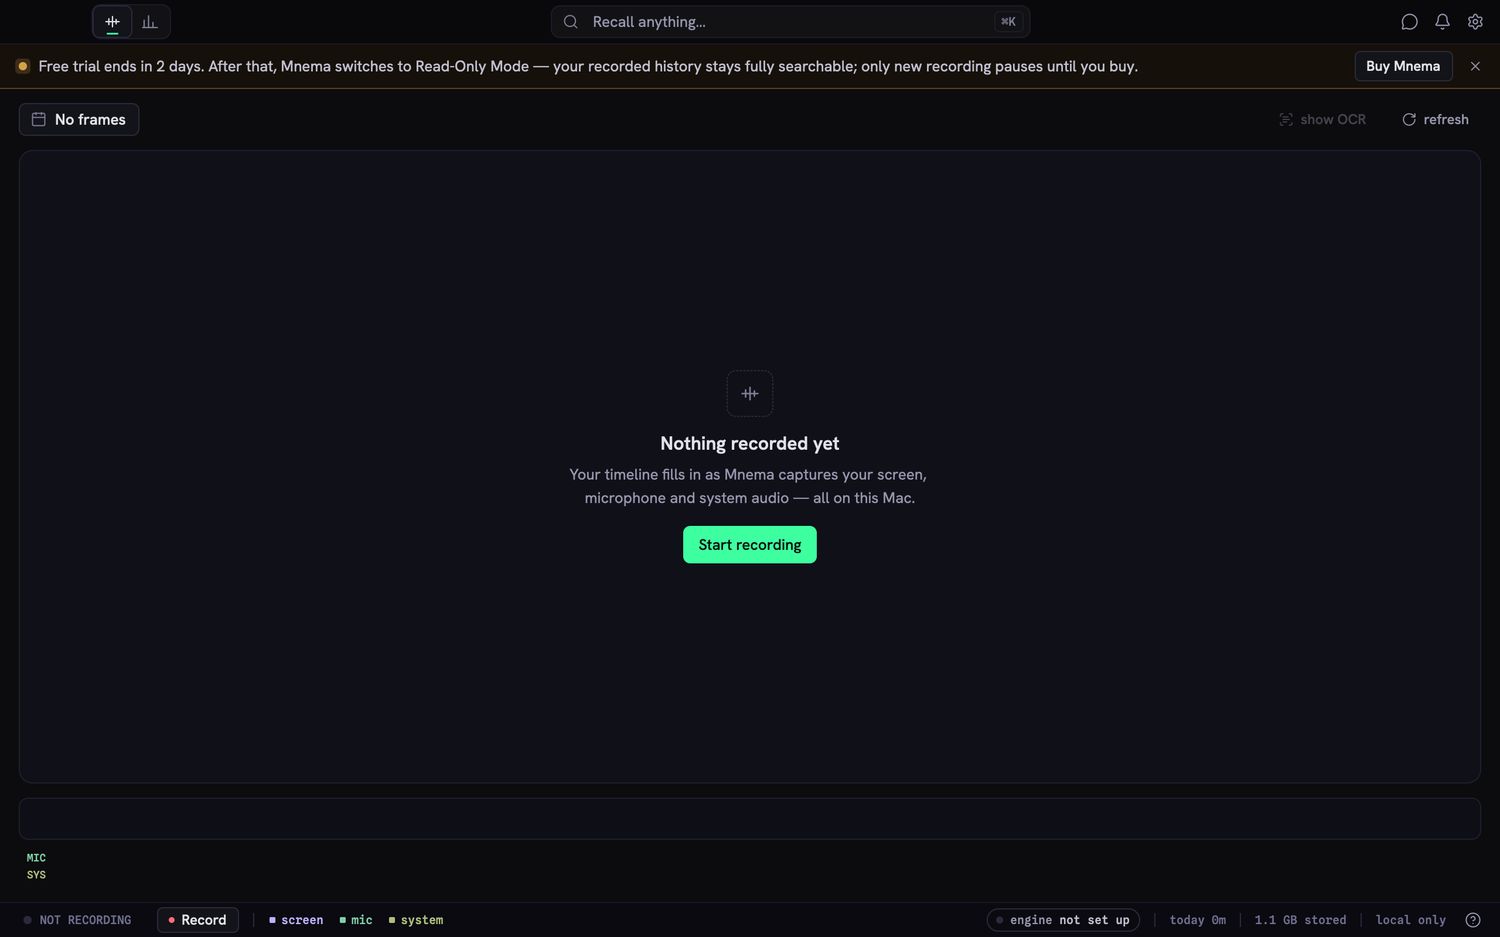 Recall anything...
⌘K
Free trial ends in 2 days. After that, Mnema switches to Read-Only Mode — your recorded history stays fully searchable; only new recording pauses until you buy.
Buy Mnema
No frames
show OCR
refresh
Nothing recorded yet
Your timeline fills in as Mnema captures your screen,
microphone and system audio — all on this Mac.
Start recording
MIC
SYS
NOT RECORDING
Record
screen
mic
system
engine not set up
today 0m
1.1 GB stored
local only